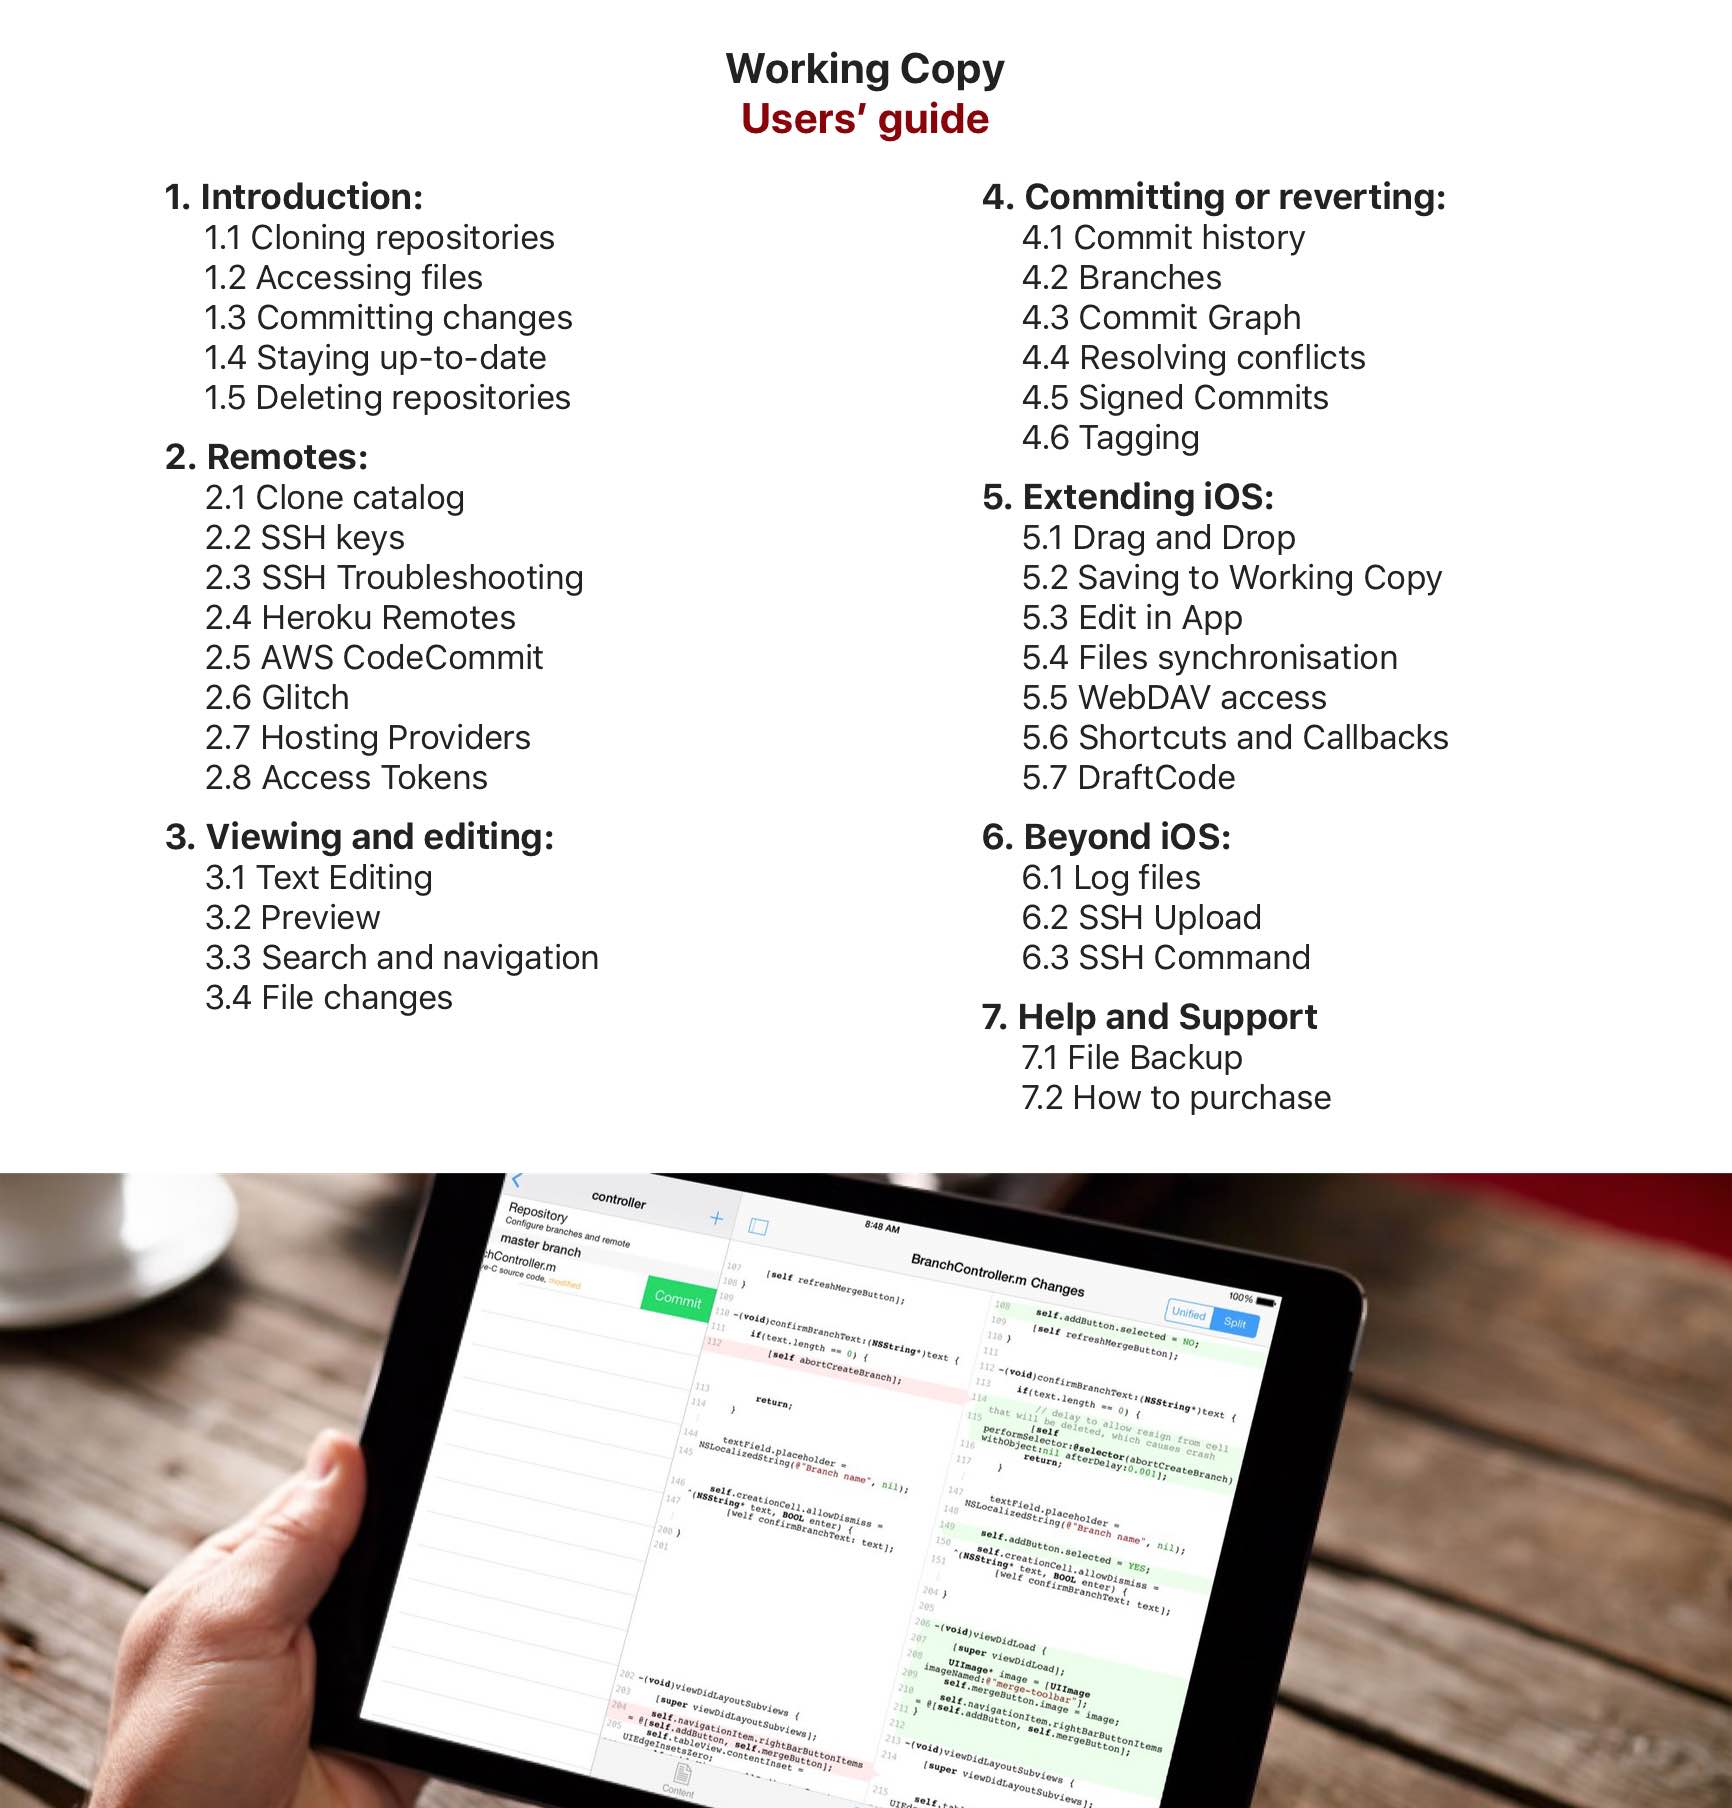 Working Copy
Users’ guide
1. Introduction:
1.1 Cloning repositories
1.2 Accessing files
1.3 Committing changes
1.4 Staying up-to-date
1.5 Deleting repositories
2. Remotes:
2.1 Clone catalog
2.2 SSH keys
2.3 SSH Troubleshooting
2.4 Heroku Remotes
2.5 AWS CodeCommit
2.6 Glitch
2.7 Hosting Providers
2.8 Access Tokens
3. Viewing and editing:
3.1 Text Editing
3.2 Preview
3.3 Search and navigation
3.4 File changes
4. Committing or reverting:
4.1 Commit history
4.2 Branches
4.3 Commit Graph
4.4 Resolving conflicts
4.5 Signed Commits
4.6 Tagging
5. Extending iOS:
5.1 Drag and Drop
5.2 Saving to Working Copy
5.3 Edit in App
5.4 Files synchronisation
5.5 WebDAV access
5.6 Shortcuts and Callbacks
5.7 DraftCode
6. Beyond iOS:
6.1 Log files
6.2 SSH Upload
6.3 SSH Command
7. Help and Support
7.1 File Backup
7.2 How to purchase
controller
Repository
Configure branches and remote
master branch
hController.m
e-C source code, modified
Commit
8:48 AM
BranchController.m Changes
100%
Unified Split
107 [self refreshMergeButton];
108 }
109
110 -(void)confirmBranchText:(NSString*)text {
111 if(text.length == 0) {
112 [self abortCreateBranch];
113 return;
114 }
144 textField.placeholder =
145 NSLocalizedString(@"Branch name", nil);
146 self.creationCell.allowDismiss =
147 ^(NSString* text, BOOL enter) {
[welf confirmBranchText: text];
200 }
201
202 -(void)viewDidLayoutSubviews {
203 [super viewDidLayoutSubviews];
204 self.navigationItem.rightBarButtonItems
= @[self.addButton, self.mergeButton];
205 self.tableView.contentInset =
UIEdgeInsetsZero;
Content
108 self.addButton.selected = NO;
109 [self refreshMergeButton];
110 }
111
112 -(void)confirmBranchText:(NSString*)text {
113 if(text.length == 0) {
114 // delay to allow resign from cell
that will be deleted, which causes crash
115 [self
performSelector:@selector(abortCreateBranch)
withObject:nil afterDelay:0.001];
116 return;
117 }
147 textField.placeholder =
148 NSLocalizedString(@"Branch name", nil);
149 self.addButton.selected = YES;
150 self.creationCell.allowDismiss =
151 ^(NSString* text, BOOL enter) {
[welf confirmBranchText: text];
204 }
205
206 -(void)viewDidLoad {
207 [super viewDidLoad];
208 UIImage* image = [UIImage
imageNamed:@"merge-toolbar"];
209 self.mergeButton.image = image;
210 self.navigationItem.rightBarButtonItems
= @[self.addButton, self.mergeButton];
211 }
212
213 -(void)viewDidLayoutSubviews {
214 [super viewDidLayoutSubviews];
215